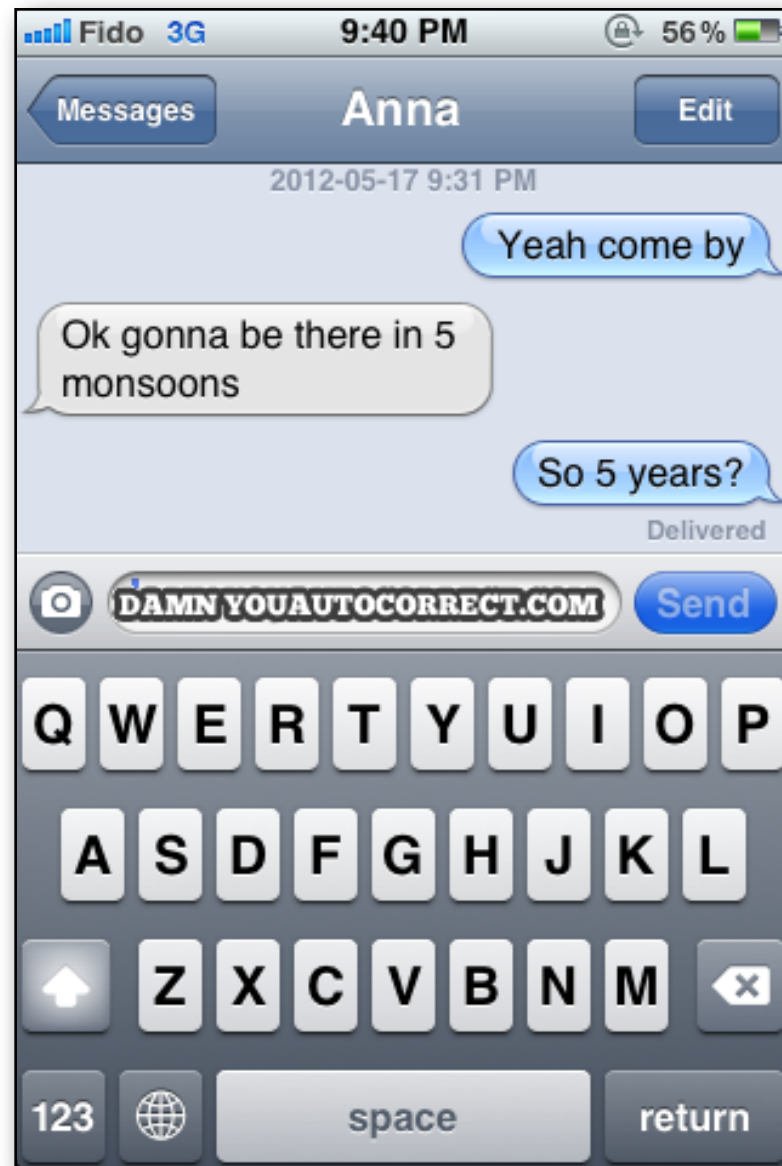 Fido 3G 9:40 PM 56%
Messages Anna Edit
2012-05-17 9:31 PM
Yeah come by
Ok gonna be there in 5
monsoons
So 5 years?
Delivered
DAMN YOUAUTOCORRECT.COM Send
Q W E R T Y U I O P
A S D F G H J K L
Z X C V B N M
123 space return